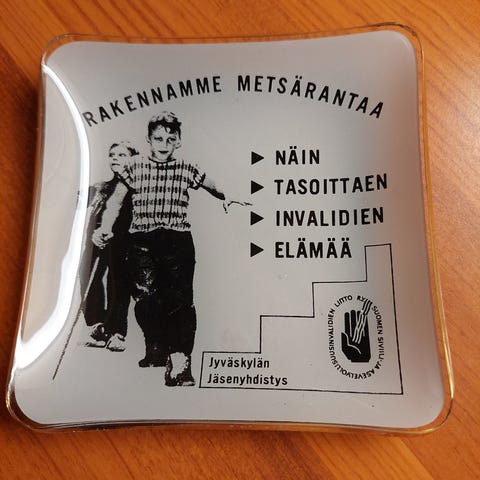 RAKENNAMME METSÄRANTAA
▶ NÄIN
▶ TASOITTAEN
▶ INVALIDIEN
▶ ELÄMÄÄ
SUOMEN SIVIILI- JA ASEVELVOLLISUUSINVALIDIEN LIITTO RY
Jyväskylän
Jäsenyhdistys